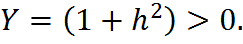 𝑌 = (1 + ℎ²) > 0.